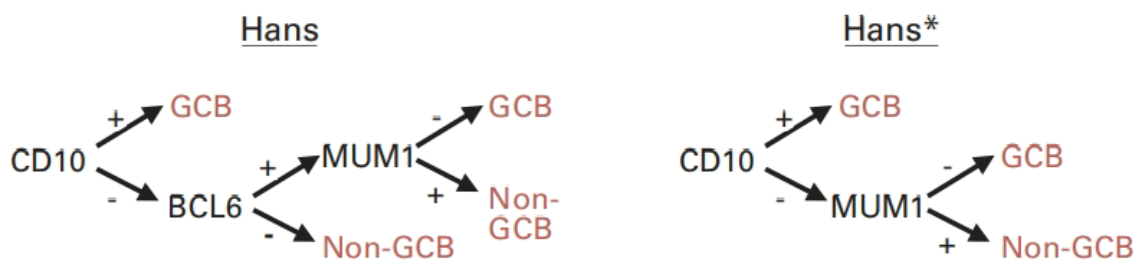 Hans
Hans*
+
GCB
CD10
-
BCL6
+
MUM1
-
GCB
+
Non-
GCB
-
Non-GCB
+
GCB
CD10
-
MUM1
-
GCB
+
Non-GCB